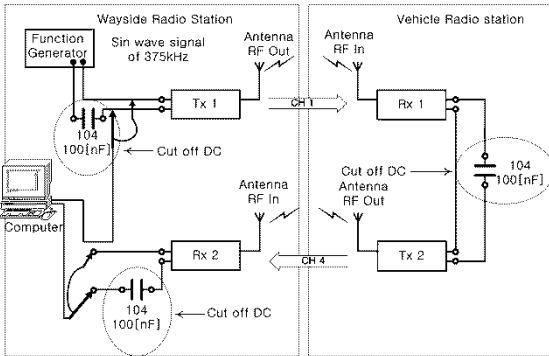 Wayside Radio Station
Vehicle Radio station
Function
Generator
Sin wave signal
of 375kHz
Antenna
RF Out
Antenna
RF In
Tx 1
CH 1
Rx 1
104
100[nF]
Cut off DC
Cut off DC
104
100[nF]
Computer
Antenna
RF In
Antenna
RF Out
Rx 2
CH 4
Tx 2
104
100[nF]
Cut off DC